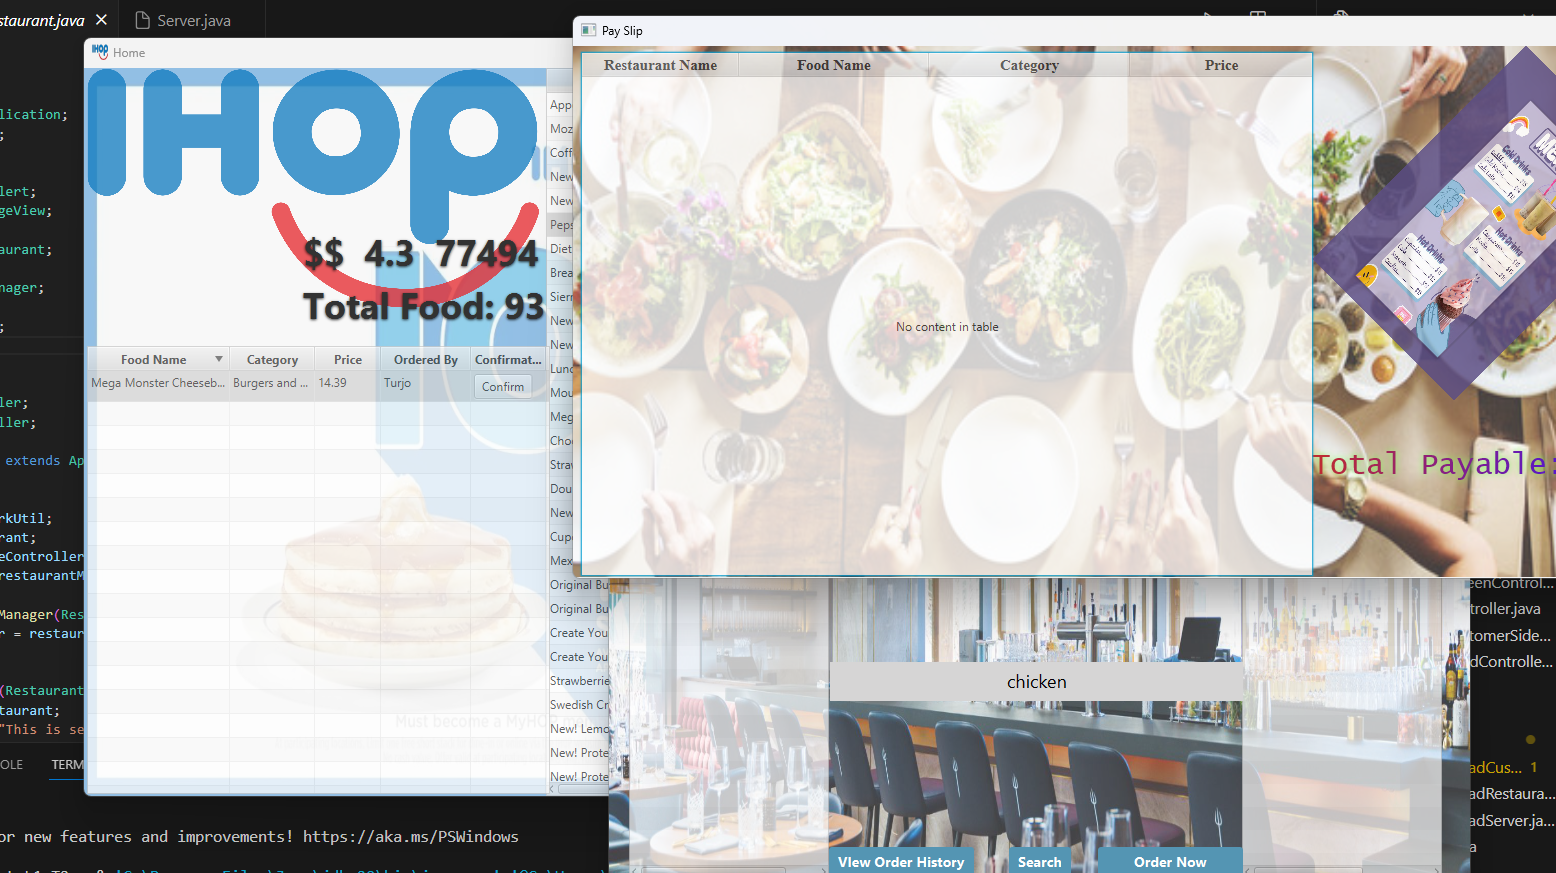 staurant.java
Server.java
lication;
;
lert;
geView;
aurant;
nager;
;
ler;
ller;
extends Ap
rkUtil;
rant;
eController
restaurantM
Manager(Res
r = restaur
(Restaurant
taurant;
"This is se
OLE TERM
or new features and improvements! https://aka.ms/PSWindows
IHOP Home
IHOP
$$ 4.3 77494
Total Food: 93
Food Name Category Price Ordered By Confirmat...
Mega Monster Cheeseb... Burgers and ... 14.39 Turjo Confirm
Must become a MyHO
App
Moz
Coff
New
New
Peps
Diet
Brea
Sierr
New
New
Lunc
Mou
Meg
Choc
Straw
Dou
New
Cupc
Mex
Original Bu
Original Bu
Create You
Create You
Strawberrie
Swedish Cr
New! Lemo
New! Prote
New! Prote
Pay Slip
Restaurant Name Food Name Category Price
No content in table
Cold Drinks
Hot Drinks
Hot Drinks
Total Payable:
chicken
VIew Order History
Search
Order Now
eenControl...
troller.java
tomerSide...
dControlle...
adCus... 1
adRestaura...
adServer.ja...
a